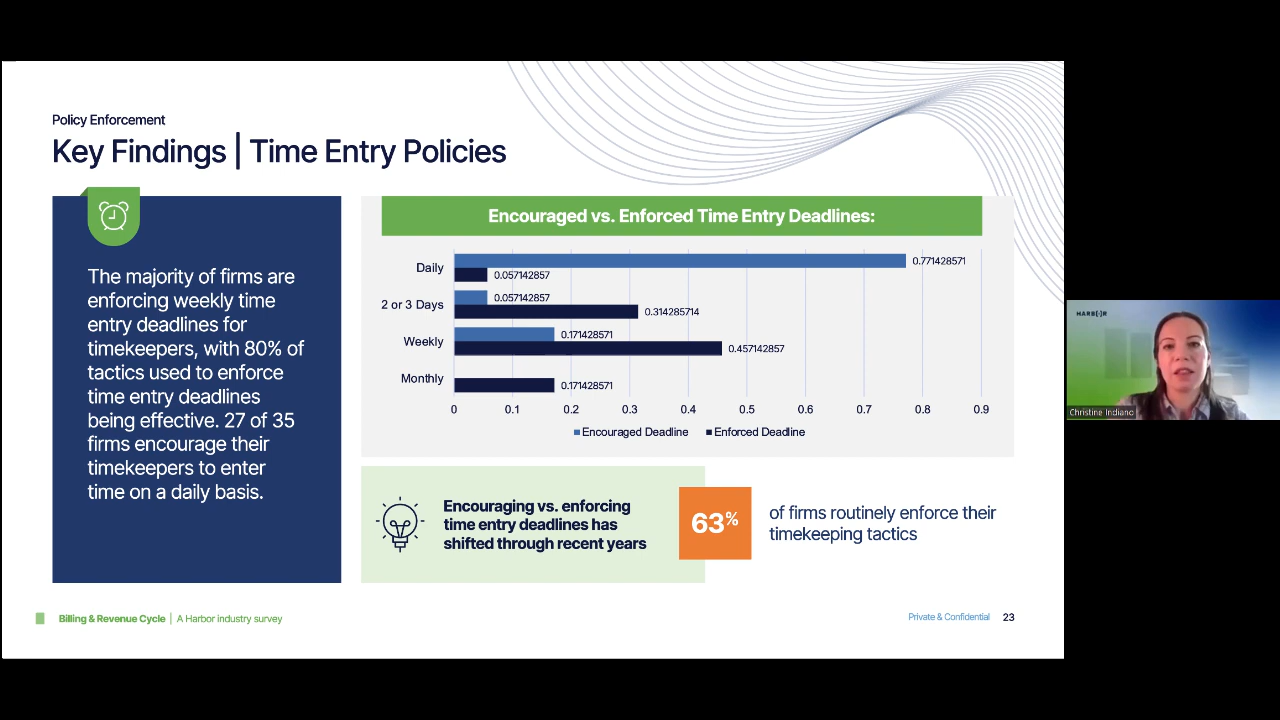 Policy Enforcement
Key Findings | Time Entry Policies
The majority of firms are
enforcing weekly time
entry deadlines for
timekeepers, with 80% of
tactics used to enforce
time entry deadlines
being effective. 27 of 35
firms encourage their
timekeepers to enter
time on a daily basis.
Encouraged vs. Enforced Time Entry Deadlines:
Daily
0.771428571
0.057142857
2 or 3 Days
0.057142857
0.314285714
Weekly
0.171428571
0.457142857
Monthly
0.171428571
0 0.1 0.2 0.3 0.4 0.5 0.6 0.7 0.8 0.9
Encouraged Deadline Enforced Deadline
Encouraging vs. enforcing
time entry deadlines has
shifted through recent years
63%
of firms routinely enforce their
timekeeping tactics
Billing & Revenue Cycle | A Harbor industry survey
Private & Confidential 23
HARB[·]R
Christine Indiano